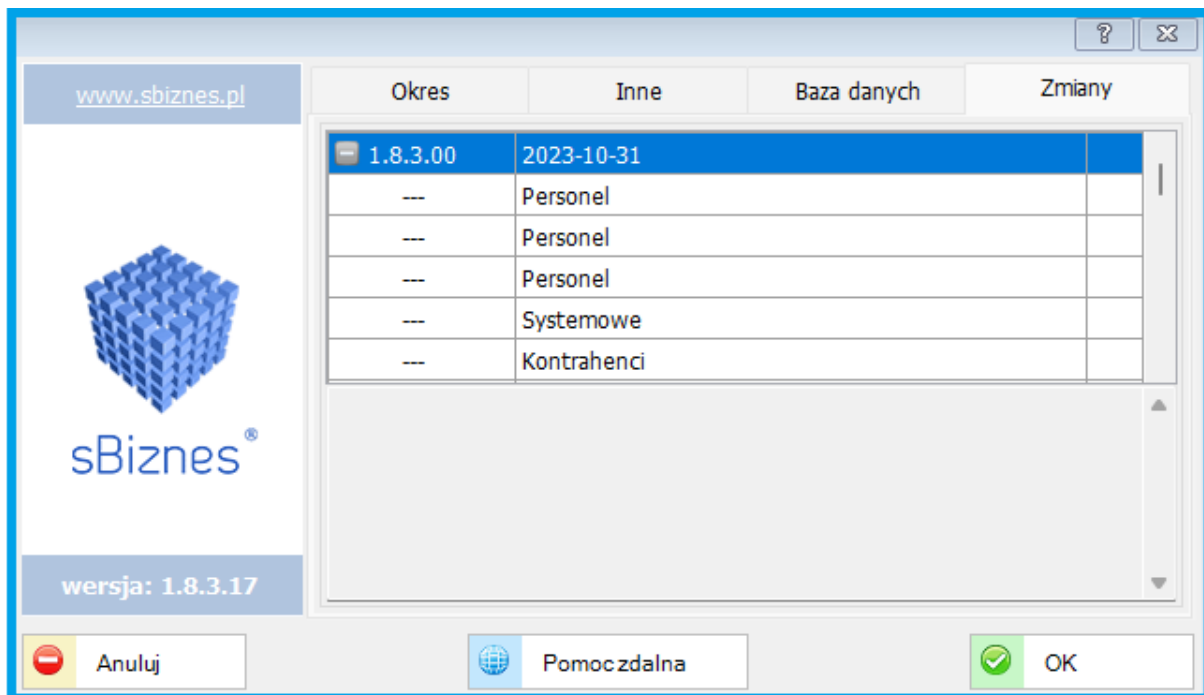 www.sbiznes.pl
Okres Inne Baza danych Zmiany
1.8.3.00 2023-10-31
--- Personel
--- Personel
--- Personel
--- Systemowe
--- Kontrahenci
sBiznes®
wersja: 1.8.3.17
Anuluj Pomoc zdalna OK